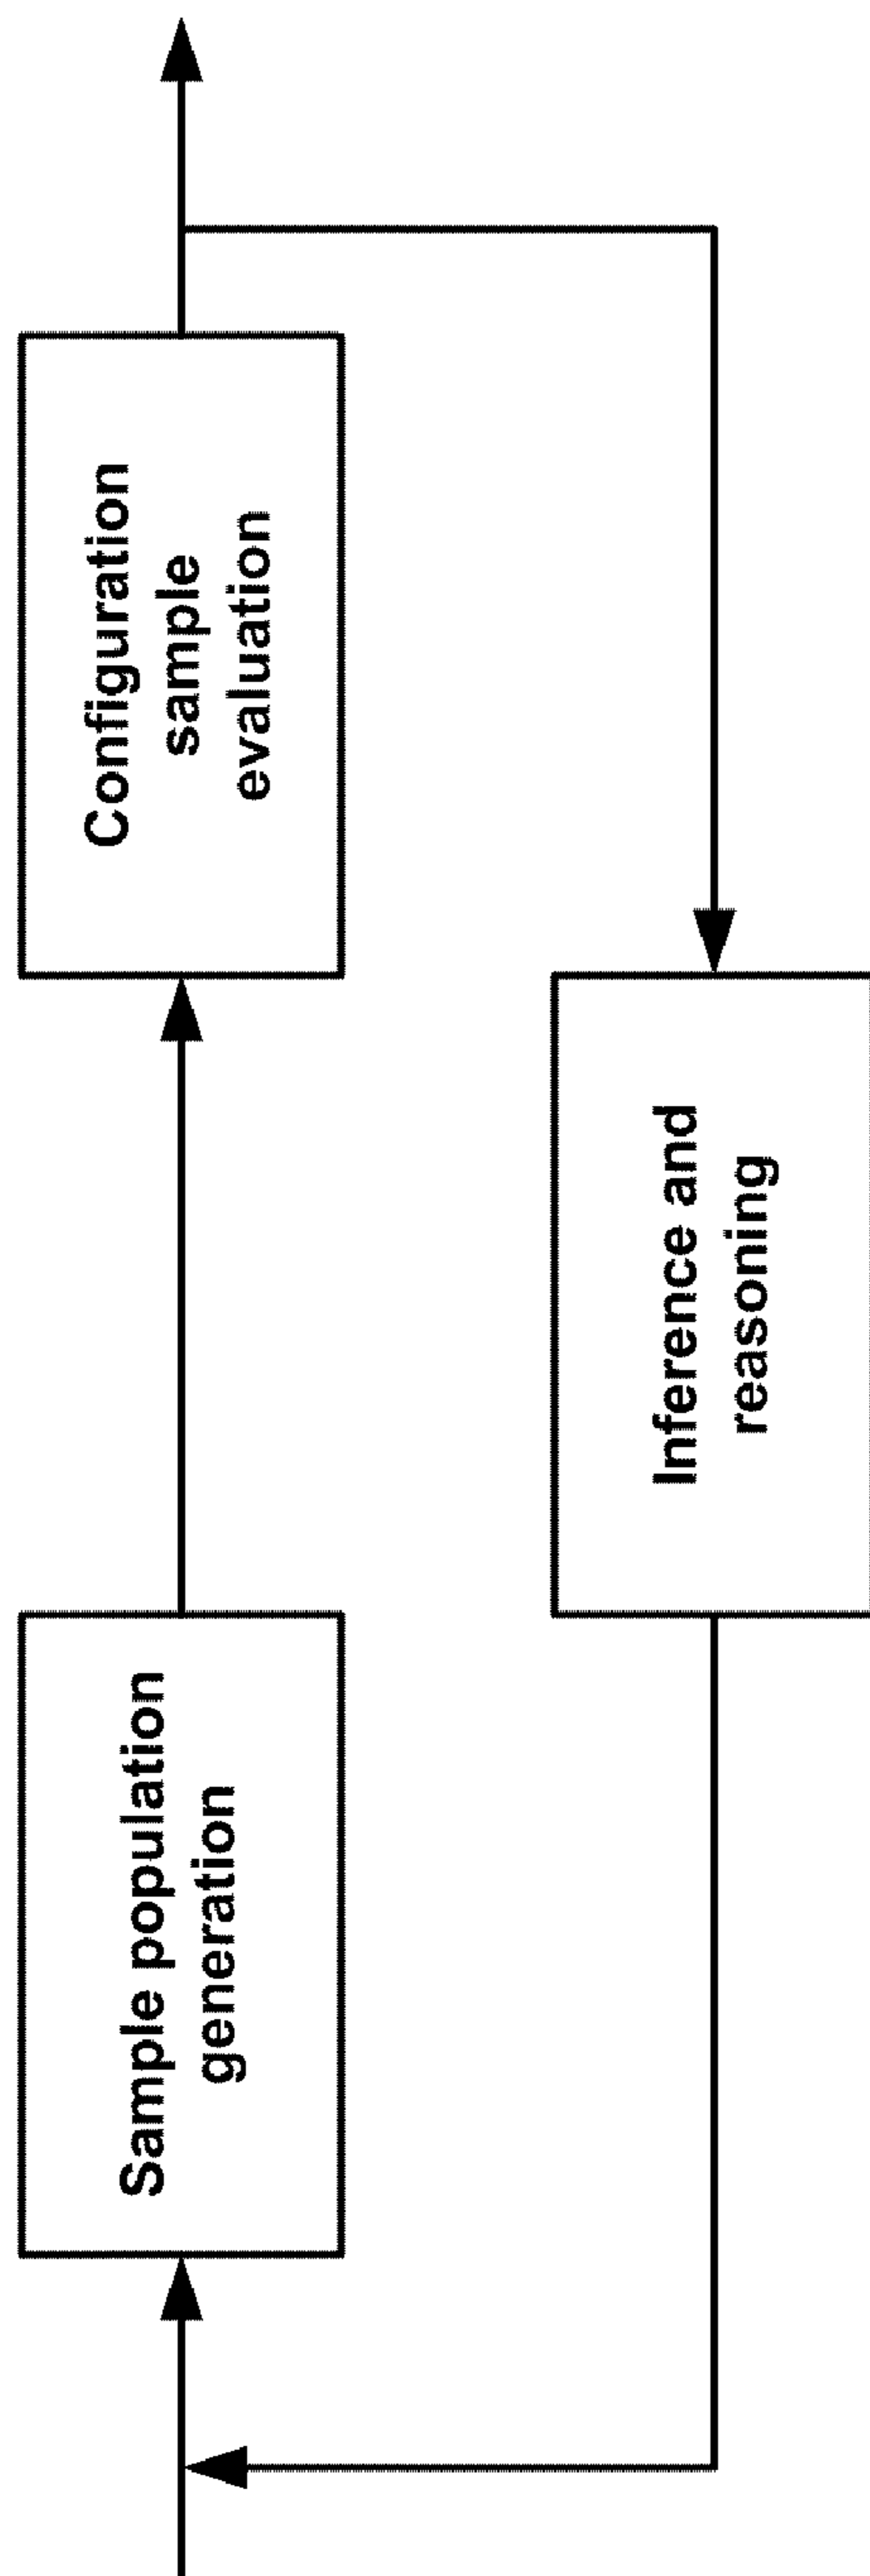 Sample population
generation
Configuration
sample
evaluation
Inference and
reasoning